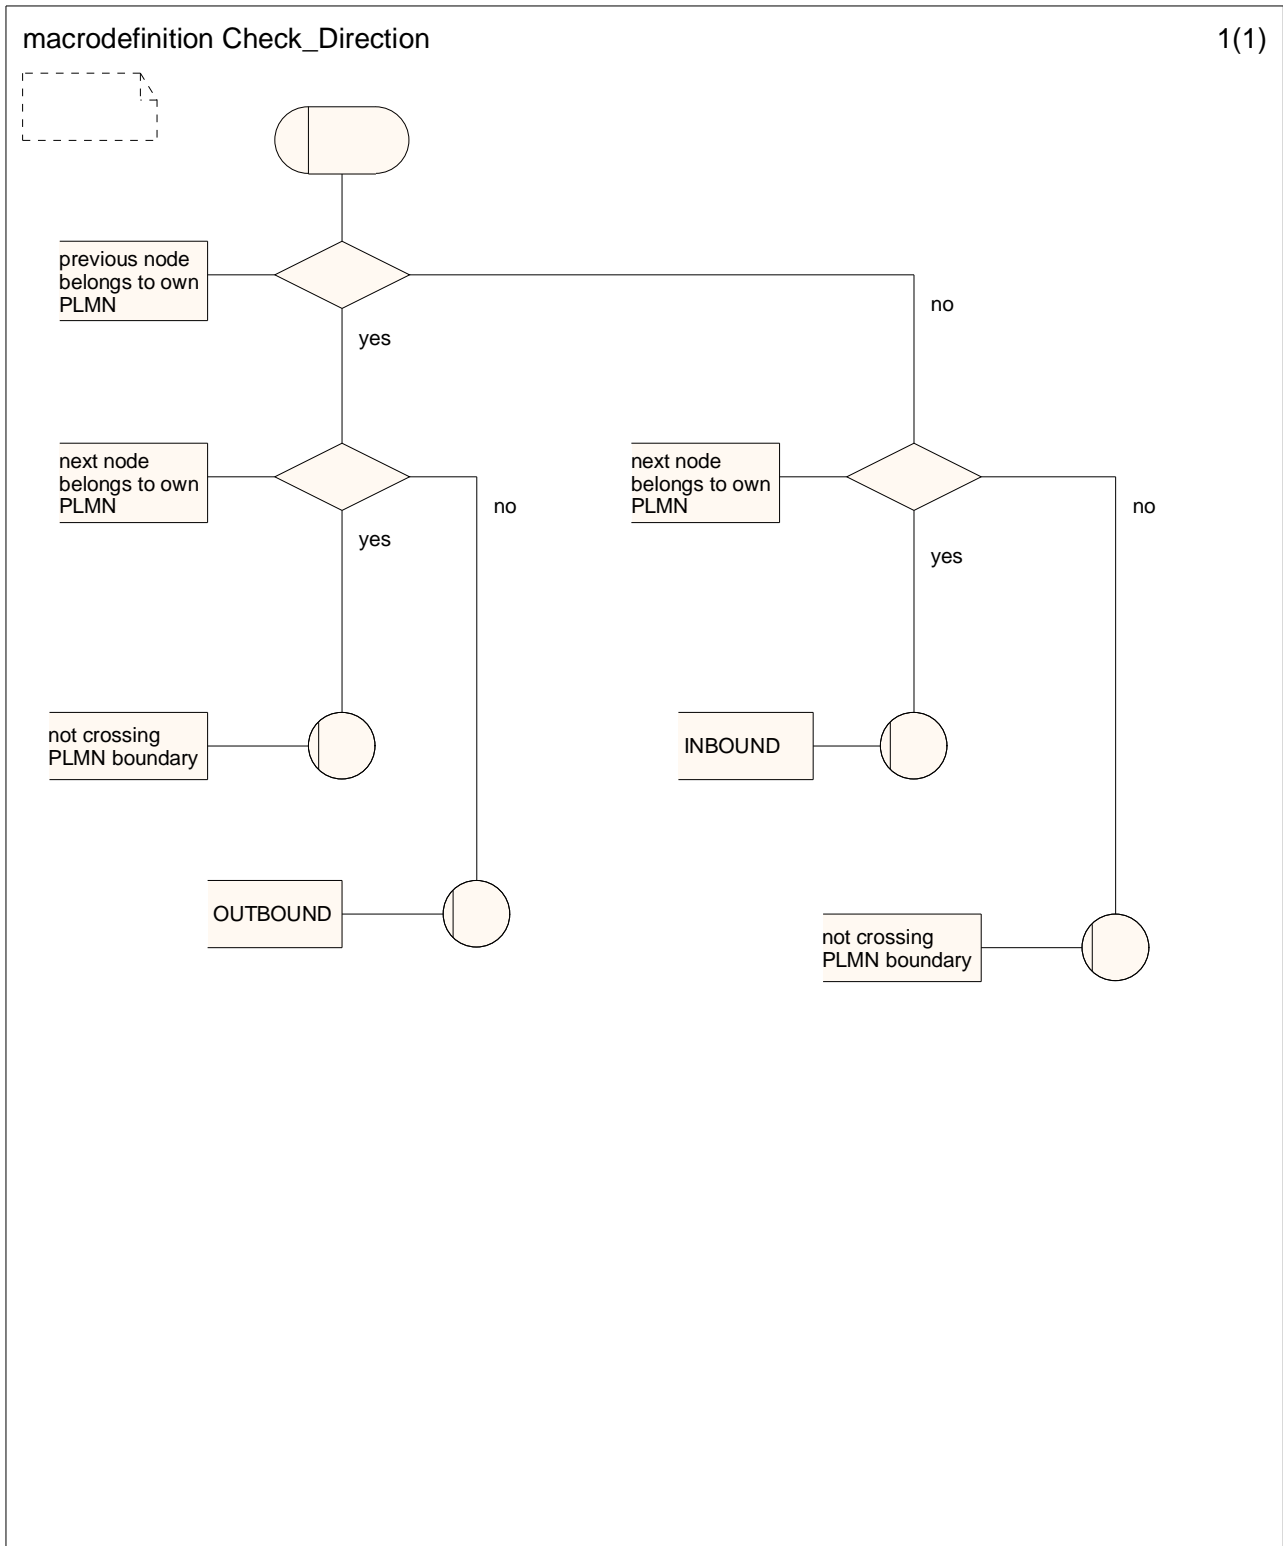 macrodefinition Check_Direction
1(1)
previous node
belongs to own
PLMN
no
yes
next node
belongs to own
PLMN
no
yes
next node
belongs to own
PLMN
no
yes
not crossing
PLMN boundary
INBOUND
OUTBOUND
not crossing
PLMN boundary